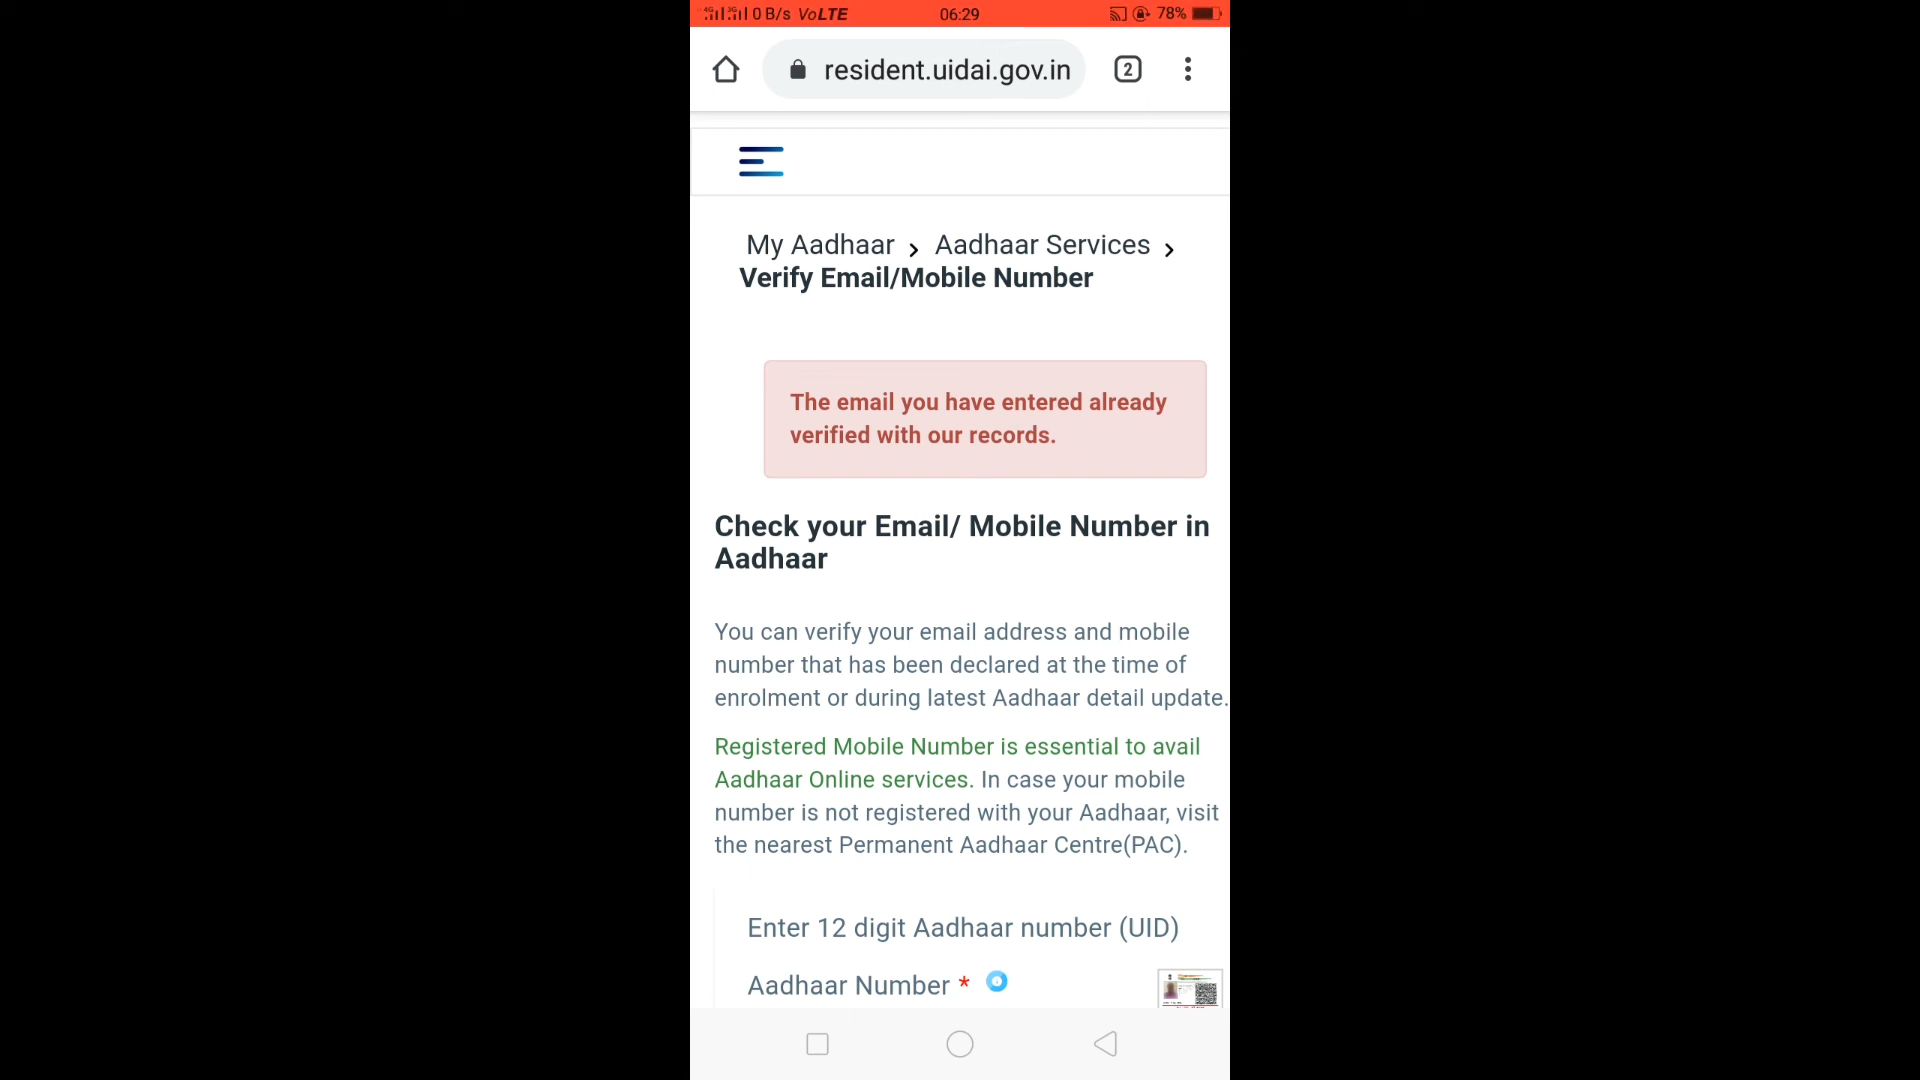 4G 3G 0 B/s VoLTE 06:29 78%
resident.uidai.gov.in 2
My Aadhaar > Aadhaar Services >
Verify Email/Mobile Number
The email you have entered already
verified with our records.
Check your Email/ Mobile Number in
Aadhaar
You can verify your email address and mobile
number that has been declared at the time of
enrolment or during latest Aadhaar detail update.
Registered Mobile Number is essential to avail
Aadhaar Online services. In case your mobile
number is not registered with your Aadhaar, visit
the nearest Permanent Aadhaar Centre(PAC).
Enter 12 digit Aadhaar number (UID)
Aadhaar Number *